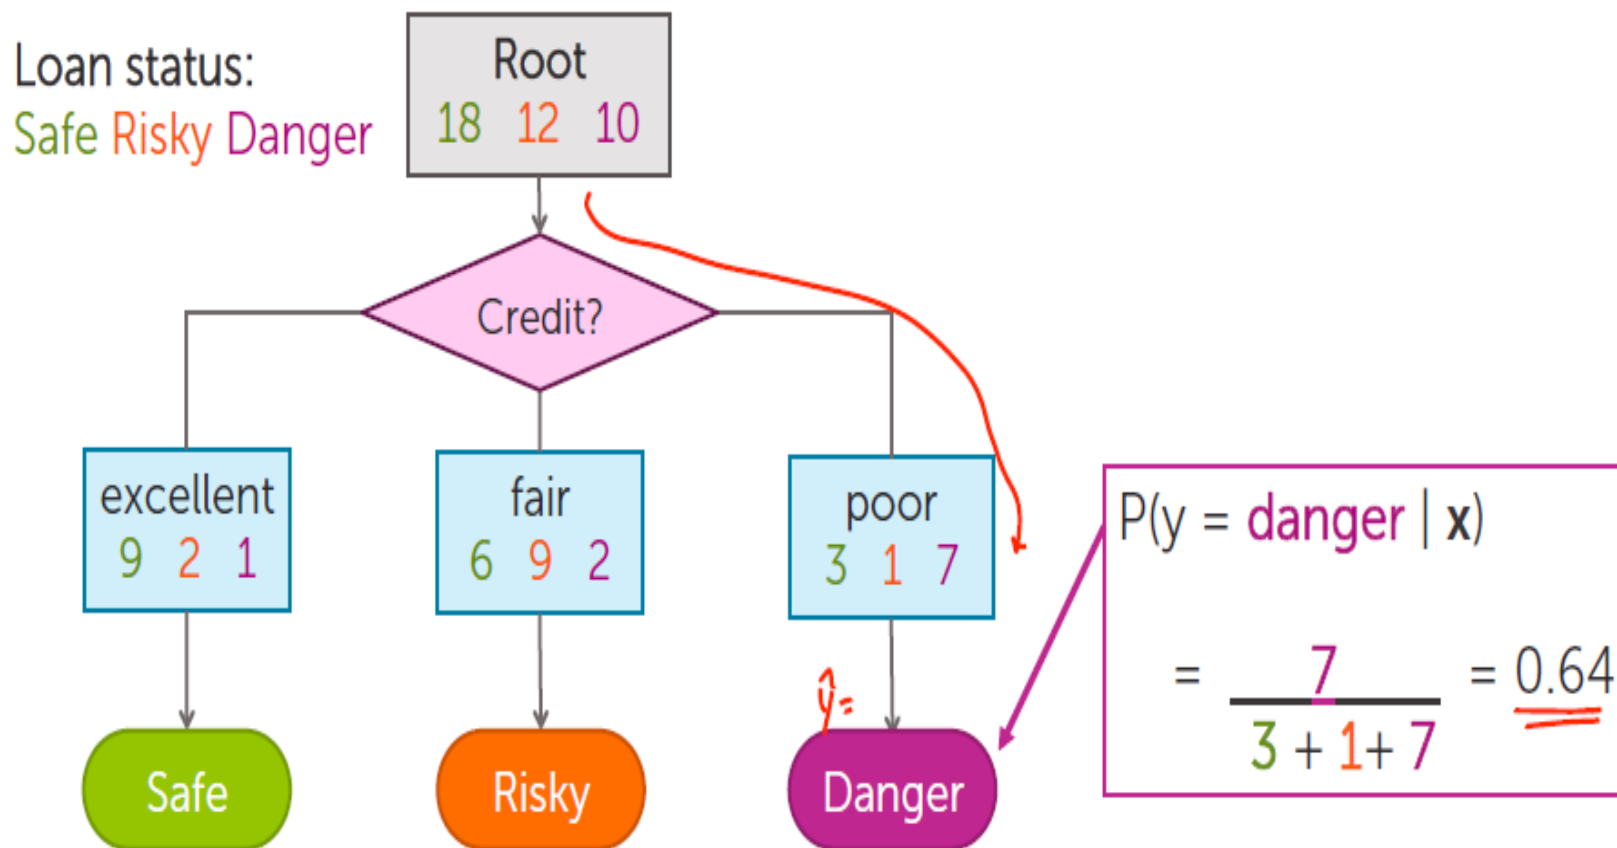 Loan status:
Safe Risky Danger
Root
18 12 10
Credit?
excellent
9 2 1
fair
6 9 2
poor
3 1 7
P(y = danger | x)
= 7 / 3 + 1+ 7 = 0.64
ŷ=
Safe
Risky
Danger